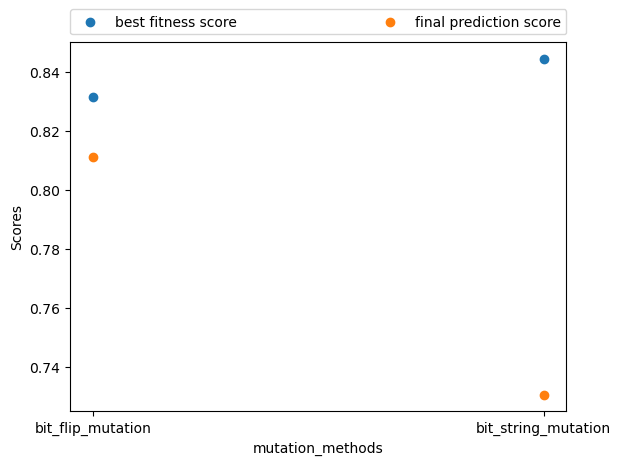 best fitness score final prediction score
0.84
0.82
0.80
0.78
0.76
0.74
Scores
bit_flip_mutation bit_string_mutation
mutation_methods